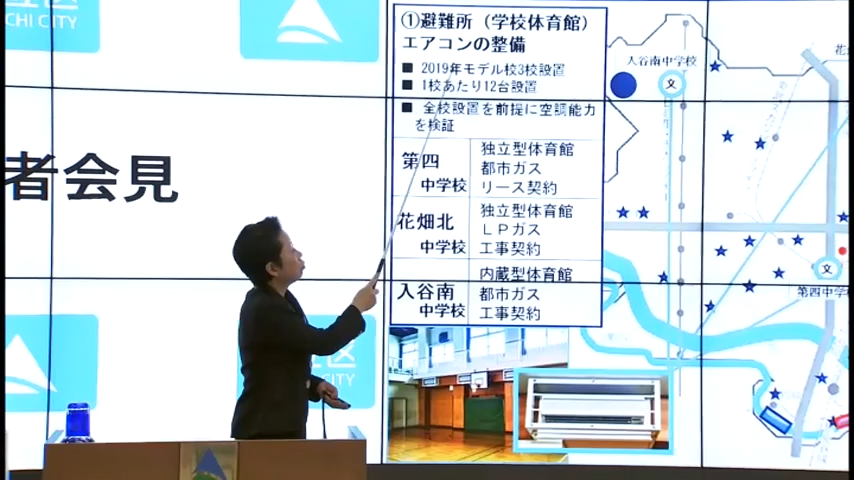 区
CHI CITY
者会見
区
CITY
CITY
①避難所（学校体育館）
エアコンの整備
■ 2019年モデル校3校設置
■ 1校あたり12台設置
■ 全校設置を前提に空調能力
を検証
第四
中学校
独立型体育館
都市ガス
リース契約
花畑北
中学校
独立型体育館
LPガス
工事契約
入谷南
中学校
内蔵型体育館
都市ガス
工事契約
入谷南中学校
文
文
第四中学校